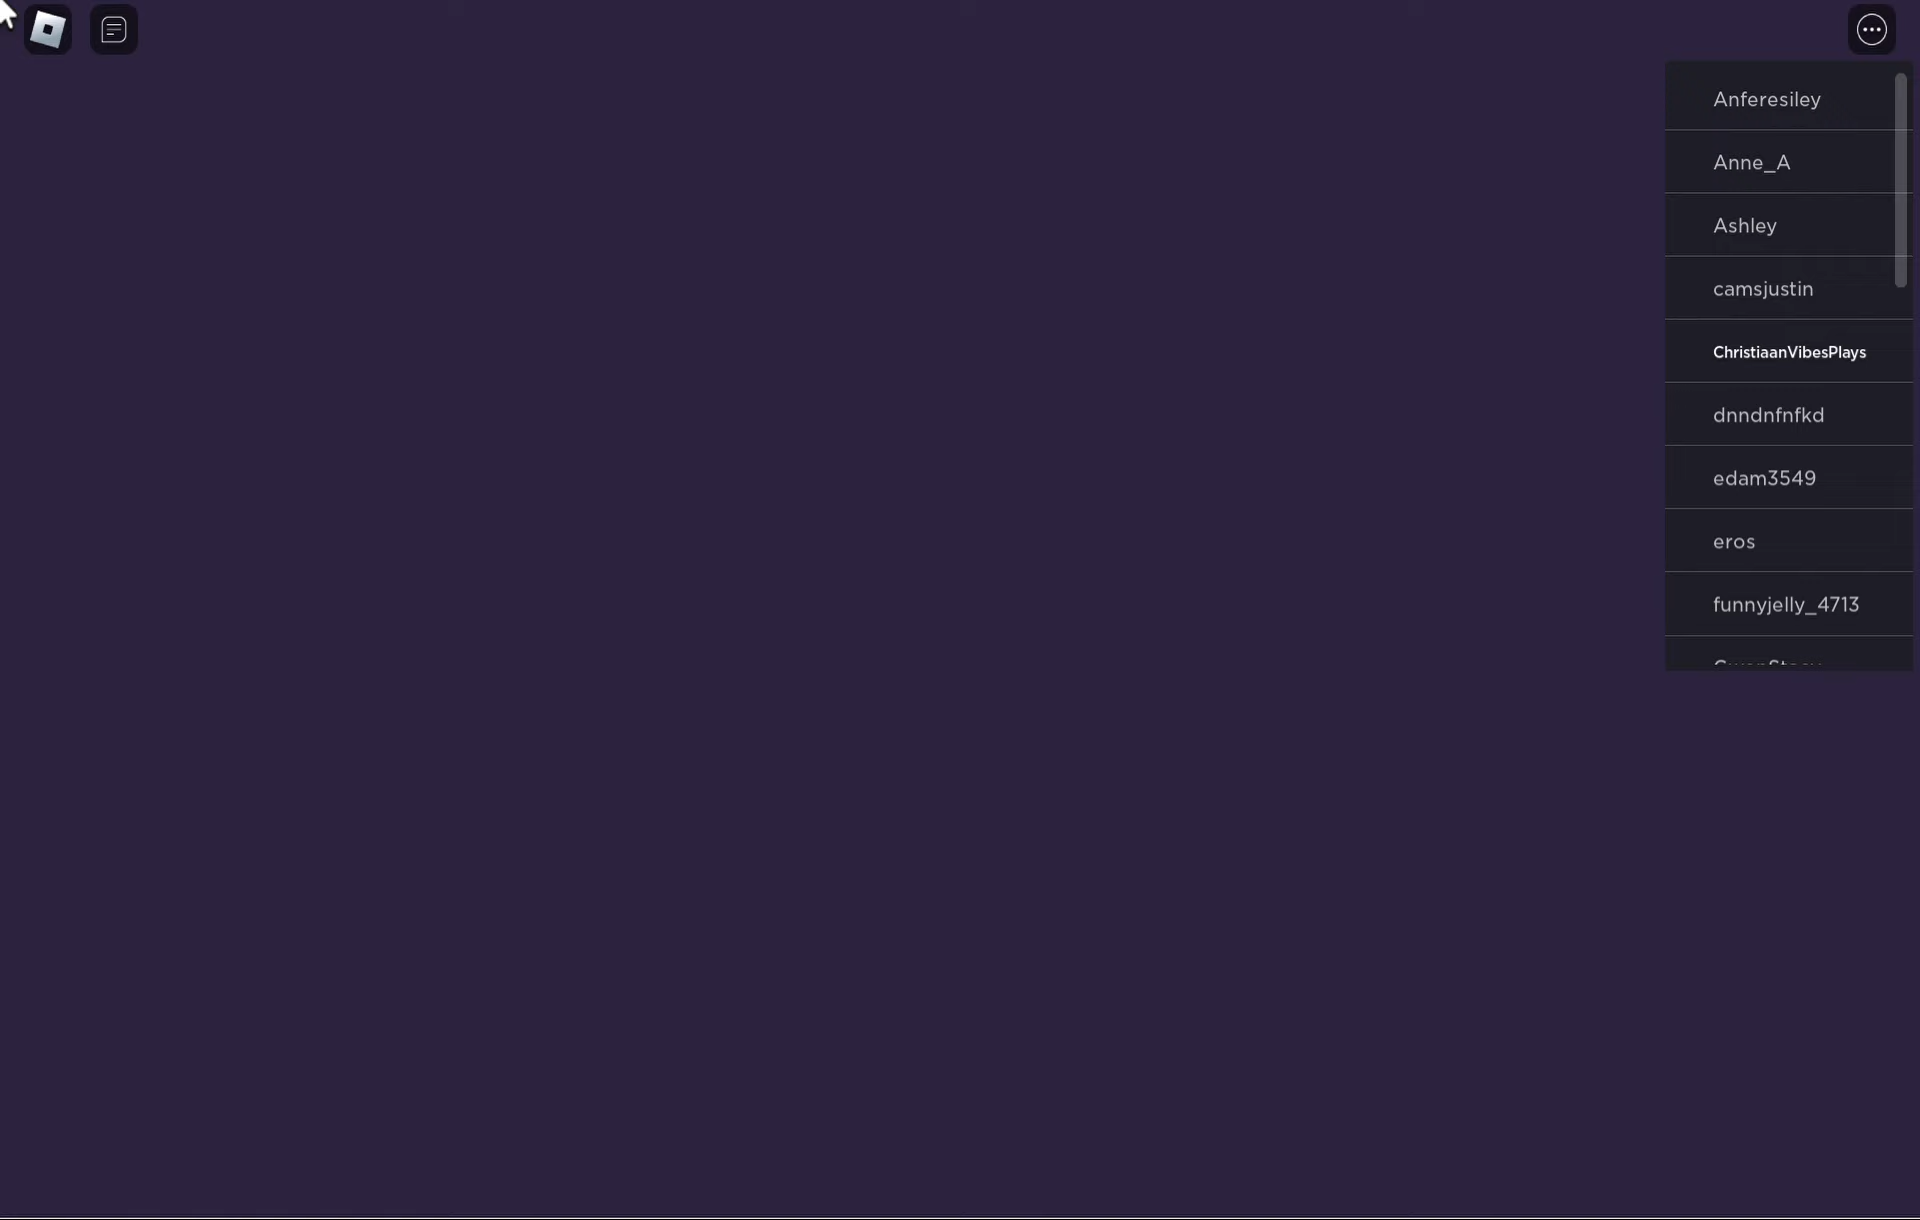 Anferesiley
Anne_A
Ashley
camsjustin
ChristiaanVibesPlays
dnndnfnfkd
edam3549
eros
funnyjelly_4713